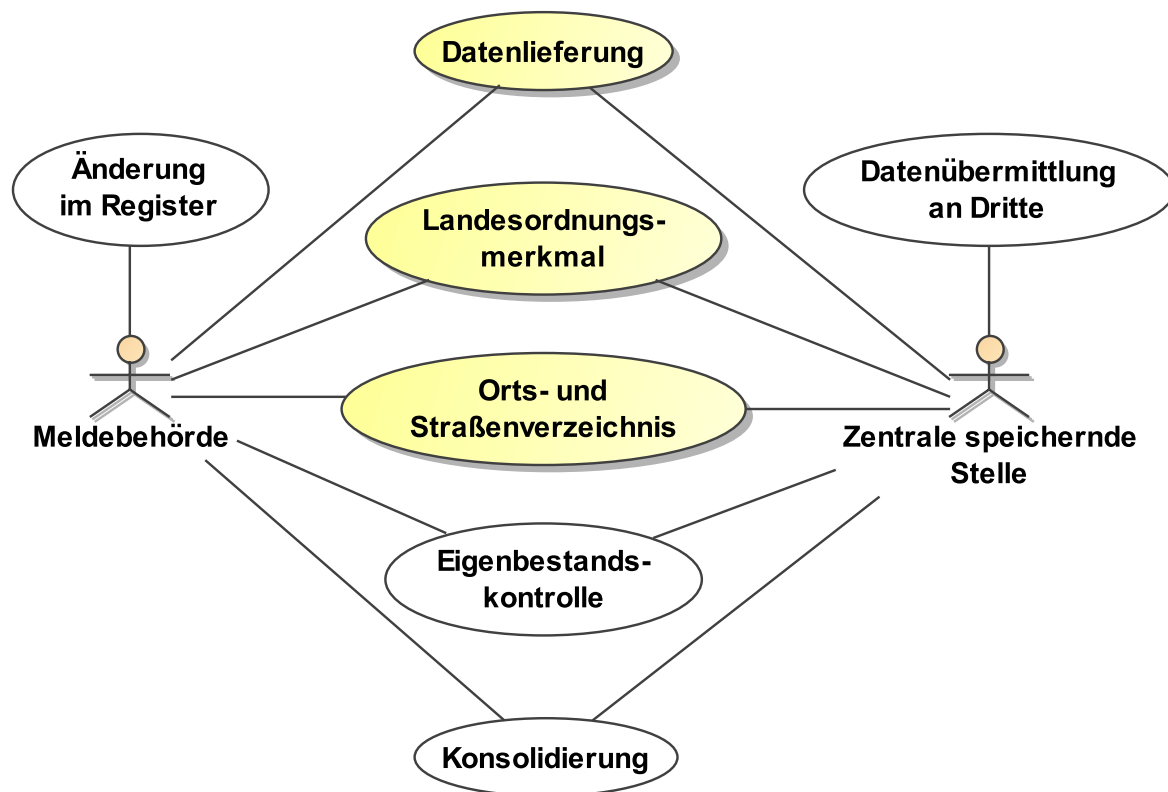 Datenlieferung
Änderung
im Register
Datenübermittlung
an Dritte
Landesordnungs-
merkmal
Orts- und
Straßenverzeichnis
Meldebehörde
Zentrale speichernde
Stelle
Eigenbestands-
kontrolle
Konsolidierung